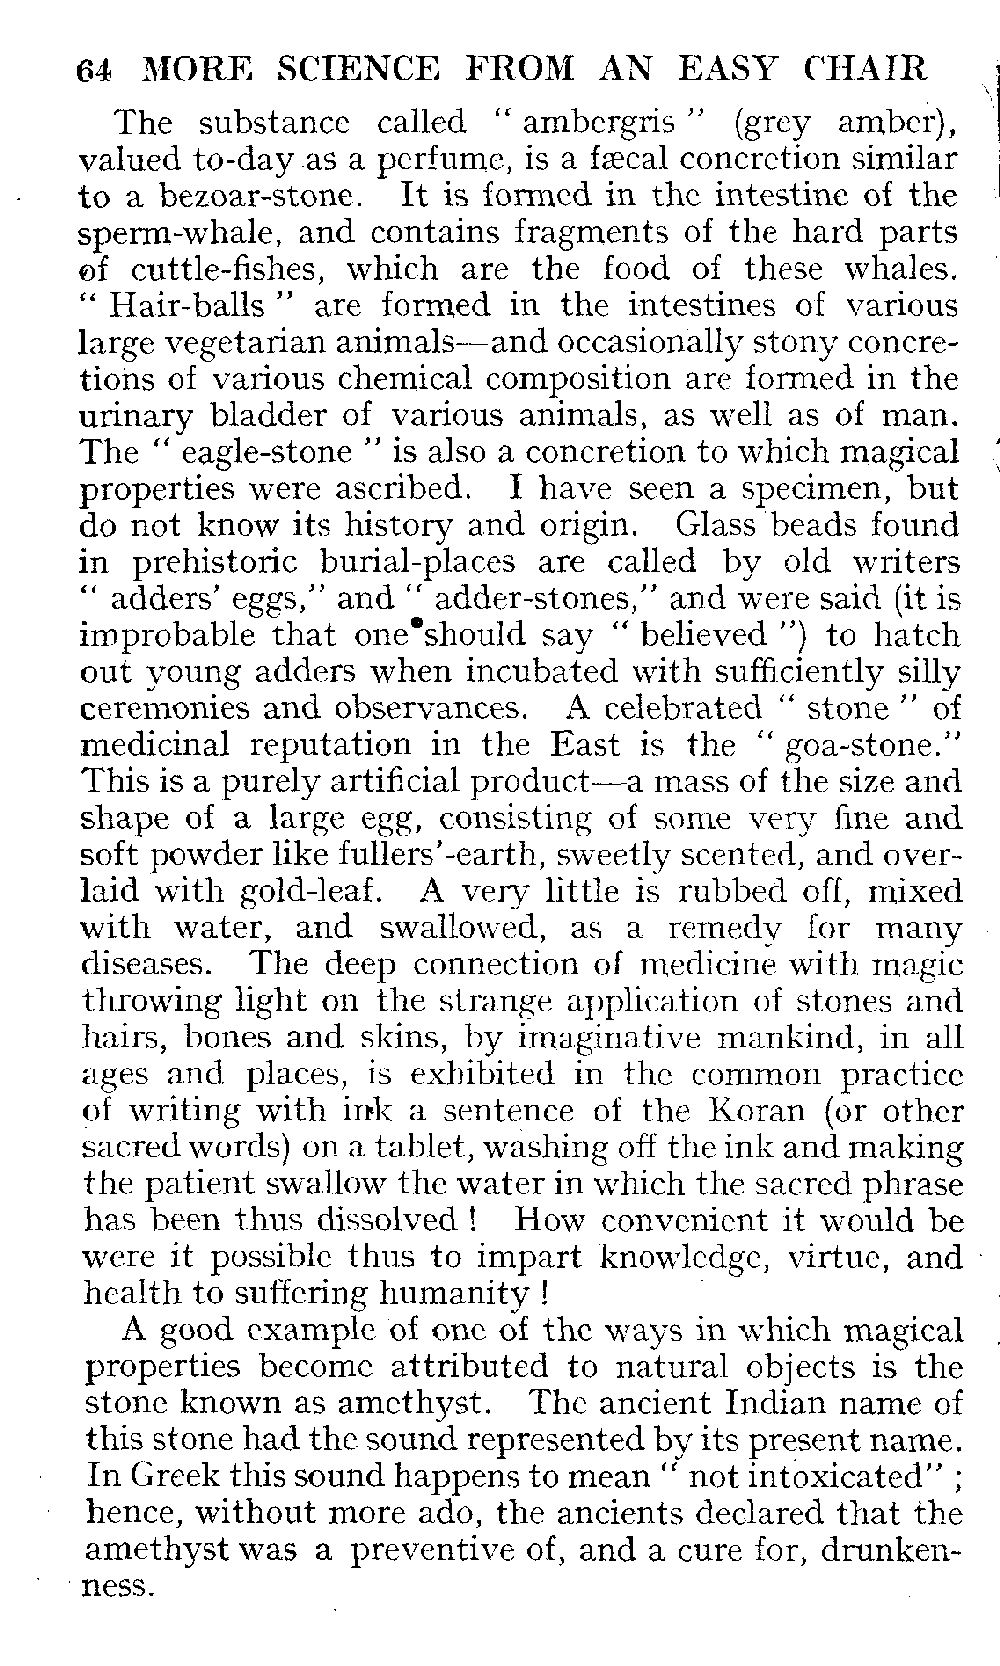 64 MORE SCIENCE FROM AN EASY CHAIR
The substance called “ ambergris ” (grey amber),
valued to-day as a perfume, is a fæcal concretion similar
to a bezoar-stone. It is formed in the intestine of the
sperm-whale, and contains fragments of the hard parts
of cuttle-fishes, which are the food of these whales.
“ Hair-balls ” are formed in the intestines of various
large vegetarian animals—and occasionally stony concre-
tions of various chemical composition are formed in the
urinary bladder of various animals, as well as of man.
The “ eagle-stone ” is also a concretion to which magical
properties were ascribed. I have seen a specimen, but
do not know its history and origin. Glass beads found
in prehistoric burial-places are called by old writers
“ adders’ eggs,” and “ adder-stones,” and were said (it is
improbable that one should say “ believed ”) to hatch
out young adders when incubated with sufficiently silly
ceremonies and observances. A celebrated “ stone ” of
medicinal reputation in the East is the “ goa-stone.”
This is a purely artificial product—a mass of the size and
shape of a large egg, consisting of some very fine and
soft powder like fullers’-earth, sweetly scented, and over-
laid with gold-leaf. A very little is rubbed off, mixed
with water, and swallowed, as a remedy for many
diseases. The deep connection of medicine with magic
throwing light on the strange application of stones and
hairs, bones and skins, by imaginative mankind, in all
ages and places, is exhibited in the common practice
of writing with ink a sentence of the Koran (or other
sacred words) on a tablet, washing off the ink and making
the patient swallow the water in which the sacred phrase
has been thus dissolved ! How convenient it would be
were it possible thus to impart knowledge, virtue, and
health to suffering humanity !
A good example of one of the ways in which magical
properties become attributed to natural objects is the
stone known as amethyst. The ancient Indian name of
this stone had the sound represented by its present name.
In Greek this sound happens to mean “ not intoxicated” ;
hence, without more ado, the ancients declared that the
amethyst was a preventive of, and a cure for, drunken-
ness.